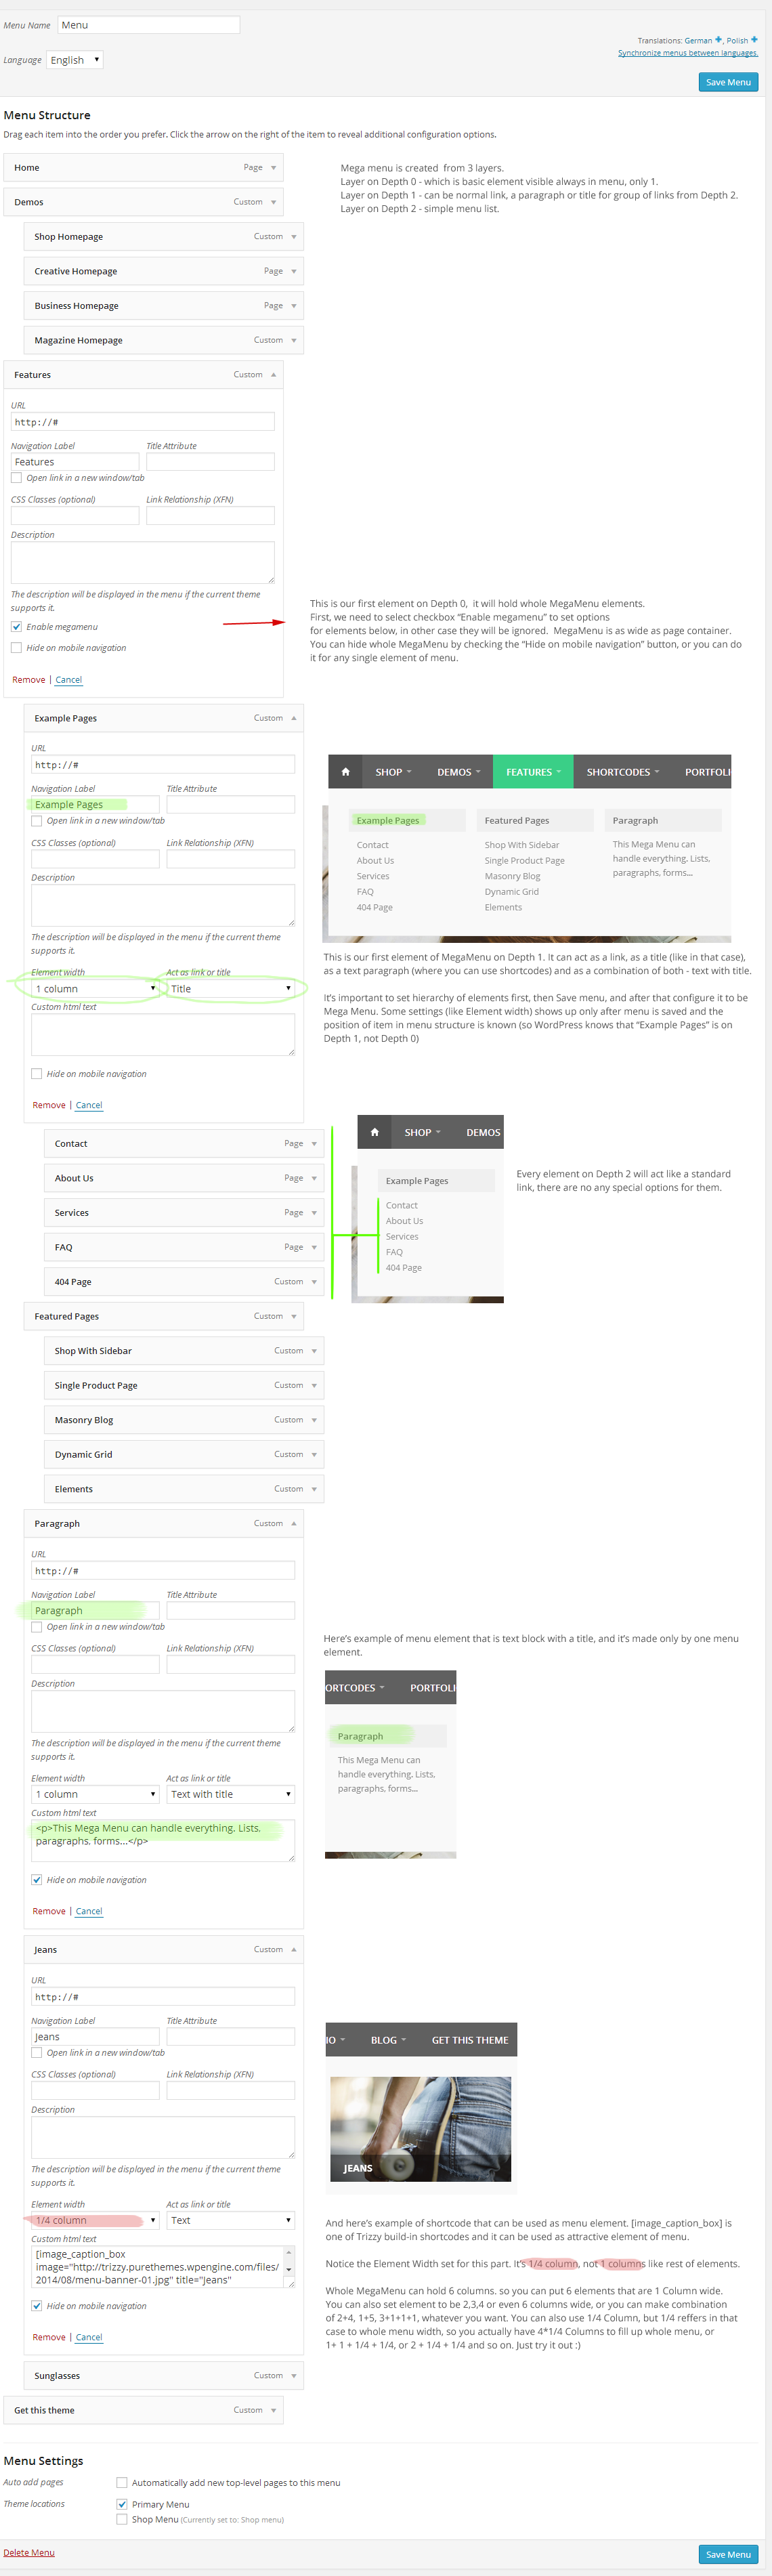 Menu Name Menu
Translations: German +, Polish +
Language English
Synchronize menus between languages.
Save Menu
Menu Structure
Drag each item into the order you prefer. Click the arrow on the right of the item to reveal additional configuration options.
Home Page
Mega menu is created from 3 layers.
Layer on Depth 0 - which is basic element visible always in menu, only 1.
Layer on Depth 1 - can be normal link, a paragraph or title for group of links from Depth 2.
Layer on Depth 2 - simple menu list.
Demos Custom
Shop Homepage Custom
Creative Homepage Page
Business Homepage Page
Magazine Homepage Custom
Features Custom
URL
http://#
Navigation Label Title Attribute
Features
Open link in a new window/tab
CSS Classes (optional) Link Relationship (XFN)
Description
The description will be displayed in the menu if the current theme
supports it.
Enable megamenu
Hide on mobile navigation
Remove | Cancel
This is our first element on Depth 0, it will hold whole MegaMenu elements.
First, we need to select checkbox “Enable megamenu” to set options
for elements below, in other case they will be ignored. MegaMenu is as wide as page container.
You can hide whole MegaMenu by checking the “Hide on mobile navigation” button, or you can do
it for any single element of menu.
Example Pages Custom
URL
http://#
Navigation Label Title Attribute
Example Pages
Open link in a new window/tab
CSS Classes (optional) Link Relationship (XFN)
Description
The description will be displayed in the menu if the current theme
supports it.
Element width Act as link or title
1 column Title
Custom html text
Hide on mobile navigation
Remove | Cancel
SHOP DEMOS FEATURES SHORTCODES PORTFOLI
Example Pages Featured Pages Paragraph
Contact Shop With Sidebar This Mega Menu can
About Us Single Product Page handle everything. Lists,
Services Masonry Blog paragraphs, forms...
FAQ Dynamic Grid
404 Page Elements
This is our first element of MegaMenu on Depth 1. It can act as a link, as a title (like in that case),
as a text paragraph (where you can use shortcodes) and as a combination of both - text with title.
It’s important to set hierarchy of elements first, then Save menu, and after that configure it to be
Mega Menu. Some settings (like Element width) shows up only after menu is saved and the
position of item in menu structure is known (so WordPress knows that “Example Pages” is on
Depth 1, not Depth 0)
Contact Page
About Us Page
Services Page
FAQ Page
404 Page Custom
SHOP DEMOS
Example Pages
Contact
About Us
Services
FAQ
404 Page
Every element on Depth 2 will act like a standard
link, there are no any special options for them.
Featured Pages Custom
Shop With Sidebar Custom
Single Product Page Custom
Masonry Blog Custom
Dynamic Grid Custom
Elements Custom
Paragraph Custom
URL
http://#
Navigation Label Title Attribute
Paragraph
Open link in a new window/tab
CSS Classes (optional) Link Relationship (XFN)
Description
The description will be displayed in the menu if the current theme
supports it.
Element width Act as link or title
1 column Text with title
Custom html text
<p>This Mega Menu can handle everything. Lists,
paragraphs, forms...</p>
Hide on mobile navigation
Remove | Cancel
Here’s example of menu element that is text block with a title, and it’s made only by one menu
element.
ORTCODES PORTFOLI
Paragraph
This Mega Menu can
handle everything. Lists,
paragraphs, forms...
Jeans Custom
URL
http://#
Navigation Label Title Attribute
Jeans
Open link in a new window/tab
CSS Classes (optional) Link Relationship (XFN)
Description
The description will be displayed in the menu if the current theme
supports it.
Element width Act as link or title
1/4 column Text
Custom html text
[image_caption_box
image="http://trizzy.purethemes.wpengine.com/files/
2014/08/menu-banner-01.jpg" title="jeans"
Hide on mobile navigation
Remove | Cancel
IO BLOG GET THIS THEME
JEANS
And here’s example of shortcode that can be used as menu element. [image_caption_box] is
one of Trizzy build-in shortcodes and it can be used as attractive element of menu.
Notice the Element Width set for this part. It’s 1/4 column, not 1 columns like rest of elements.
Whole MegaMenu can hold 6 columns. so you can put 6 elements that are 1 Column wide.
You can also set element to be 2,3,4 or even 6 columns wide, or you can make combination
of 2+4, 1+5, 3+1+1+1, whatever you want. You can also use 1/4 Column, but 1/4 reffers in that
case to whole menu width, so you actually have 4*1/4 Columns to fill up whole menu, or
1+ 1 + 1/4 + 1/4, or 2 + 1/4 + 1/4 and so on. Just try it out :)
Sunglasses Custom
Get this theme Custom
Menu Settings
Auto add pages Automatically add new top-level pages to this menu
Theme locations Primary Menu
Shop Menu (Currently set to: Shop menu)
Delete Menu
Save Menu